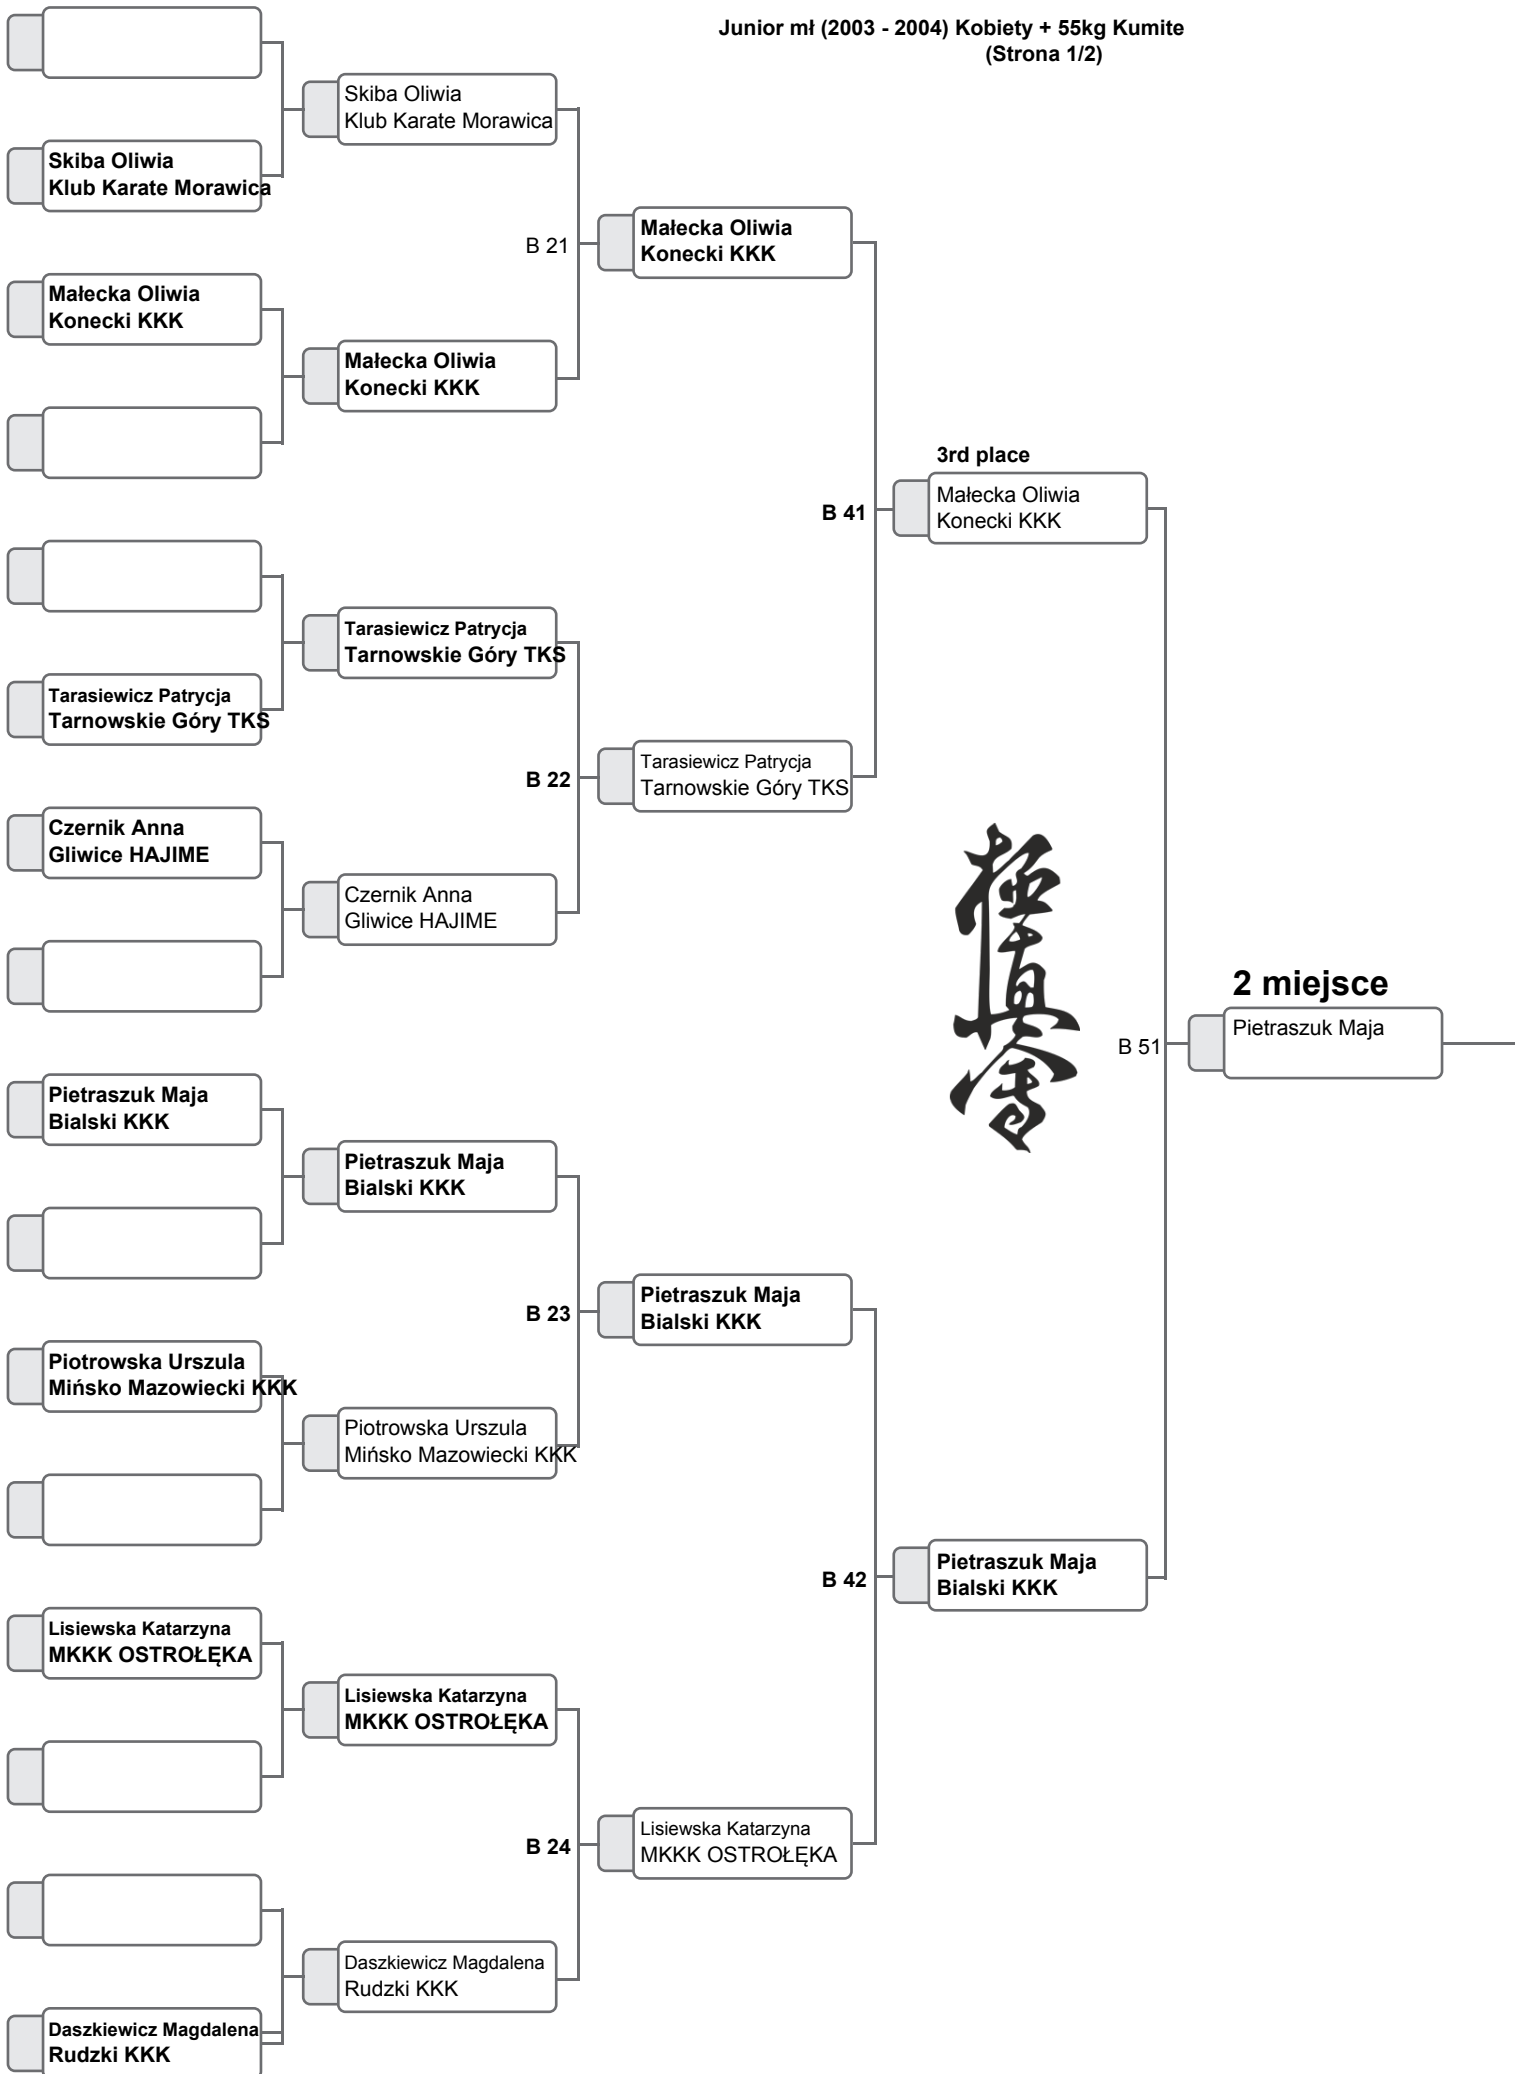 Junior mł (2003 - 2004) Kobiety + 55kg Kumite
(Strona 1/2)
Skiba Oliwia
Klub Karate Morawica
Małecka Oliwia
Konecki KKK
Tarasiewicz Patrycja
Tarnowskie Góry TKS
Czernik Anna
Gliwice HAJIME
Pietraszuk Maja
Bialski KKK
Piotrowska Urszula
Mińsko Mazowiecki KKK
Lisiewska Katarzyna
MKKK OSTROŁĘKA
Daszkiewicz Magdalena
Rudzki KKK
Skiba Oliwia
Klub Karate Morawica
Małecka Oliwia
Konecki KKK
Tarasiewicz Patrycja
Tarnowskie Góry TKS
Czernik Anna
Gliwice HAJIME
Pietraszuk Maja
Bialski KKK
Piotrowska Urszula
Mińsko Mazowiecki KKK
Lisiewska Katarzyna
MKKK OSTROŁĘKA
Daszkiewicz Magdalena
Rudzki KKK
B 21
B 22
B 23
B 24
Małecka Oliwia
Konecki KKK
Tarasiewicz Patrycja
Tarnowskie Góry TKS
Pietraszuk Maja
Bialski KKK
Lisiewska Katarzyna
MKKK OSTROŁĘKA
B 41
B 42
3rd place
Małecka Oliwia
Konecki KKK
極真會
Pietraszuk Maja
Bialski KKK
B 51
2 miejsce
Pietraszuk Maja